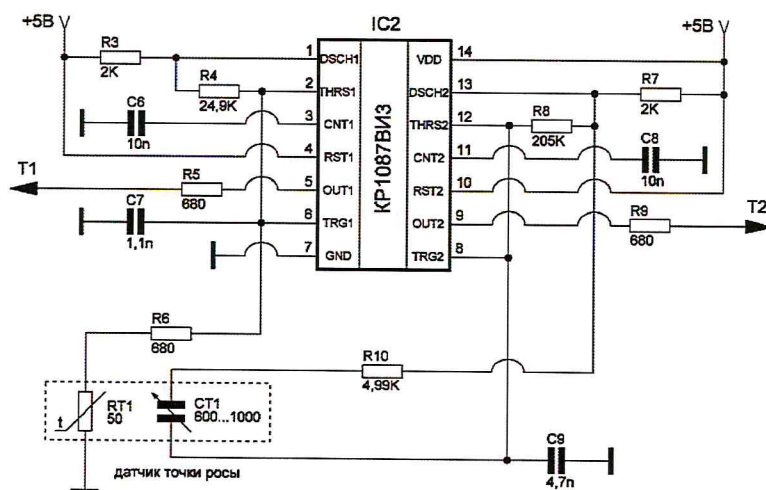 +5В
IC2
+5В
R3
2K
1
DSCH1
VDD
14
R4
24,9K
2
THRS1
DSCH2
13
R7
2K
C6
10n
3
CNT1
THRS2
12
R8
205K
4
RST1
CNT2
11
C8
10n
T1
R5
680
5
OUT1
RST2
10
C7
1,1n
6
TRG1
OUT2
9
R9
680
T2
7
GND
TRG2
8
КР1087ВИ3
R6
680
R10
4,99K
t
RT1
50
CT1
600...1000
датчик точки росы
C9
4,7n